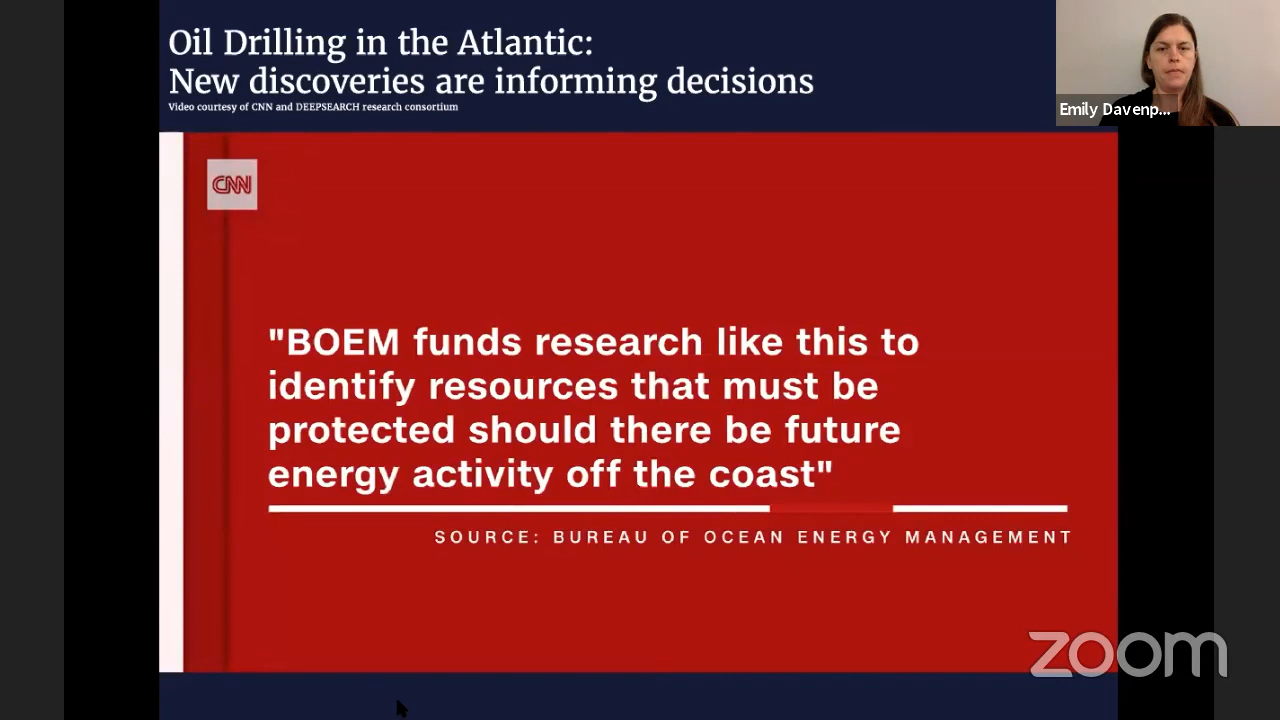 Oil Drilling in the Atlantic:
New discoveries are informing decisions
Video courtesy of CNN and DEEPSEARCH research consortium
Emily Davenp...
CNN
"BOEM funds research like this to
identify resources that must be
protected should there be future
energy activity off the coast"
SOURCE: BUREAU OF OCEAN ENERGY MANAGEMENT
zoom